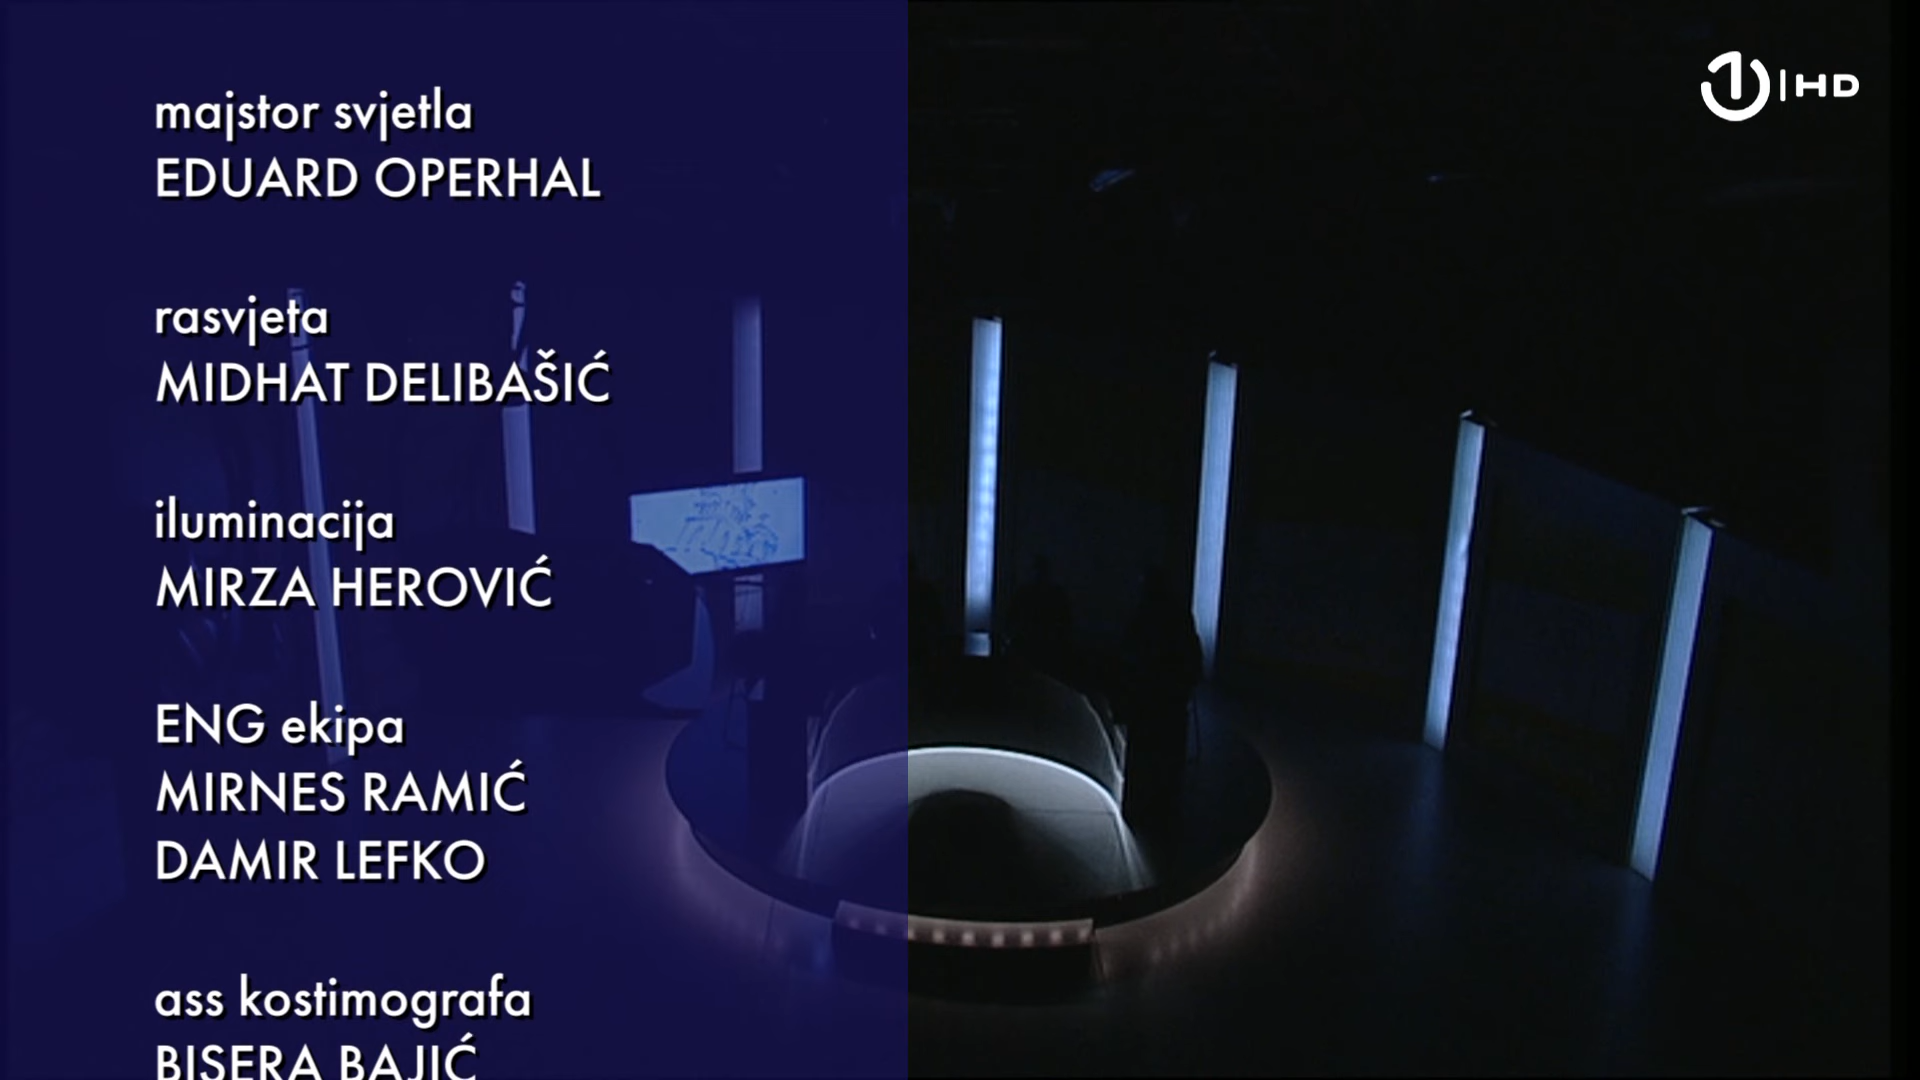 majstor svjetla
EDUARD OPERHAL
rasvjeta
MIDHAT DELIBAŠIĆ
iluminacija
MIRZA HEROVIĆ
ENG ekipa
MIRNES RAMIĆ
DAMIR LEFKO
ass kostimografa
BISERA BAJIĆ
1|HD